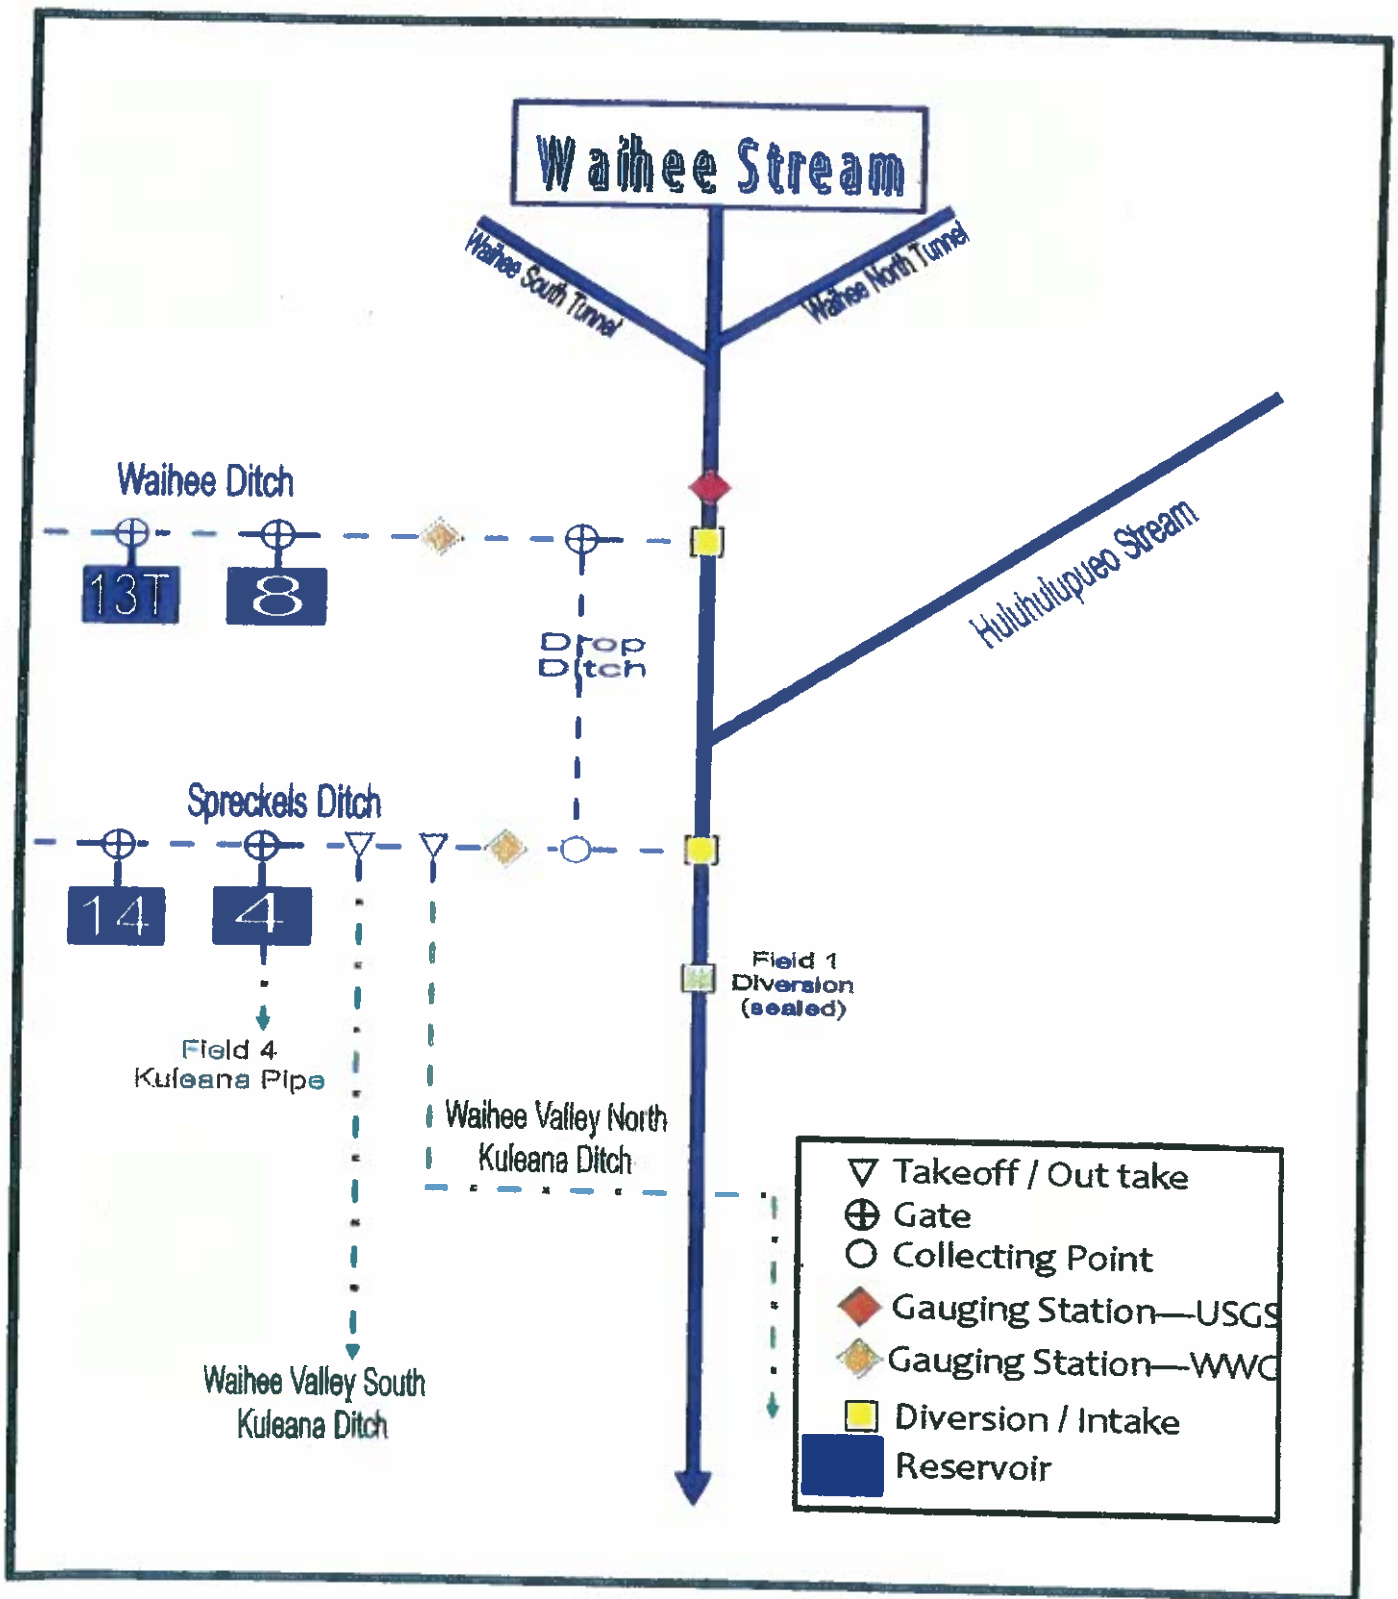 Waihee Stream
Waihee South Tunnel
Waihee North Tunnel
Huluhulupueo Stream
Waihee Ditch
13T
8
Drop
Ditch
Spreckels Ditch
14
4
Field 1
Diversion
(sealed)
Field 4
Kuleana Pipe
Waihee Valley North
Kuleana Ditch
Waihee Valley South
Kuleana Ditch
Takeoff / Out take
Gate
Collecting Point
Gauging Station—USGS
Gauging Station—WWC
Diversion / Intake
Reservoir